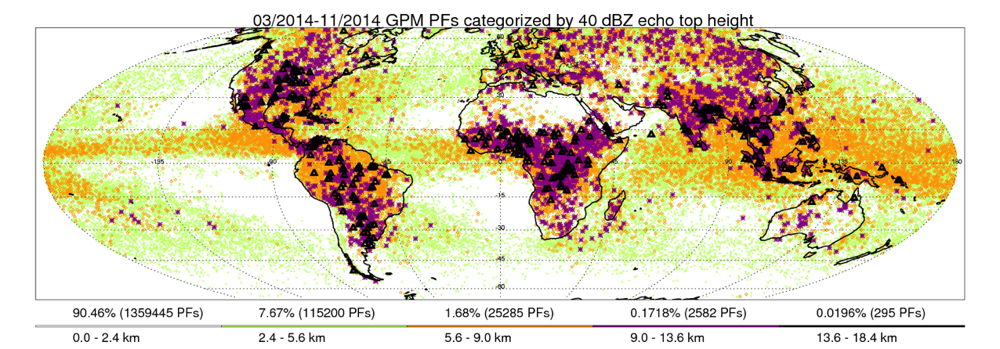 03/2014-11/2014 GPM PFs categorized by 40 dBZ echo top height
60
30
-135 -90 -45 0 45 90 135 180
-15
-30
-45
-60
90.46% (1359445 PFs) 7.67% (115200 PFs) 1.68% (25285 PFs) 0.1718% (2582 PFs) 0.0196% (295 PFs)
0.0 - 2.4 km 2.4 - 5.6 km 5.6 - 9.0 km 9.0 - 13.6 km 13.6 - 18.4 km